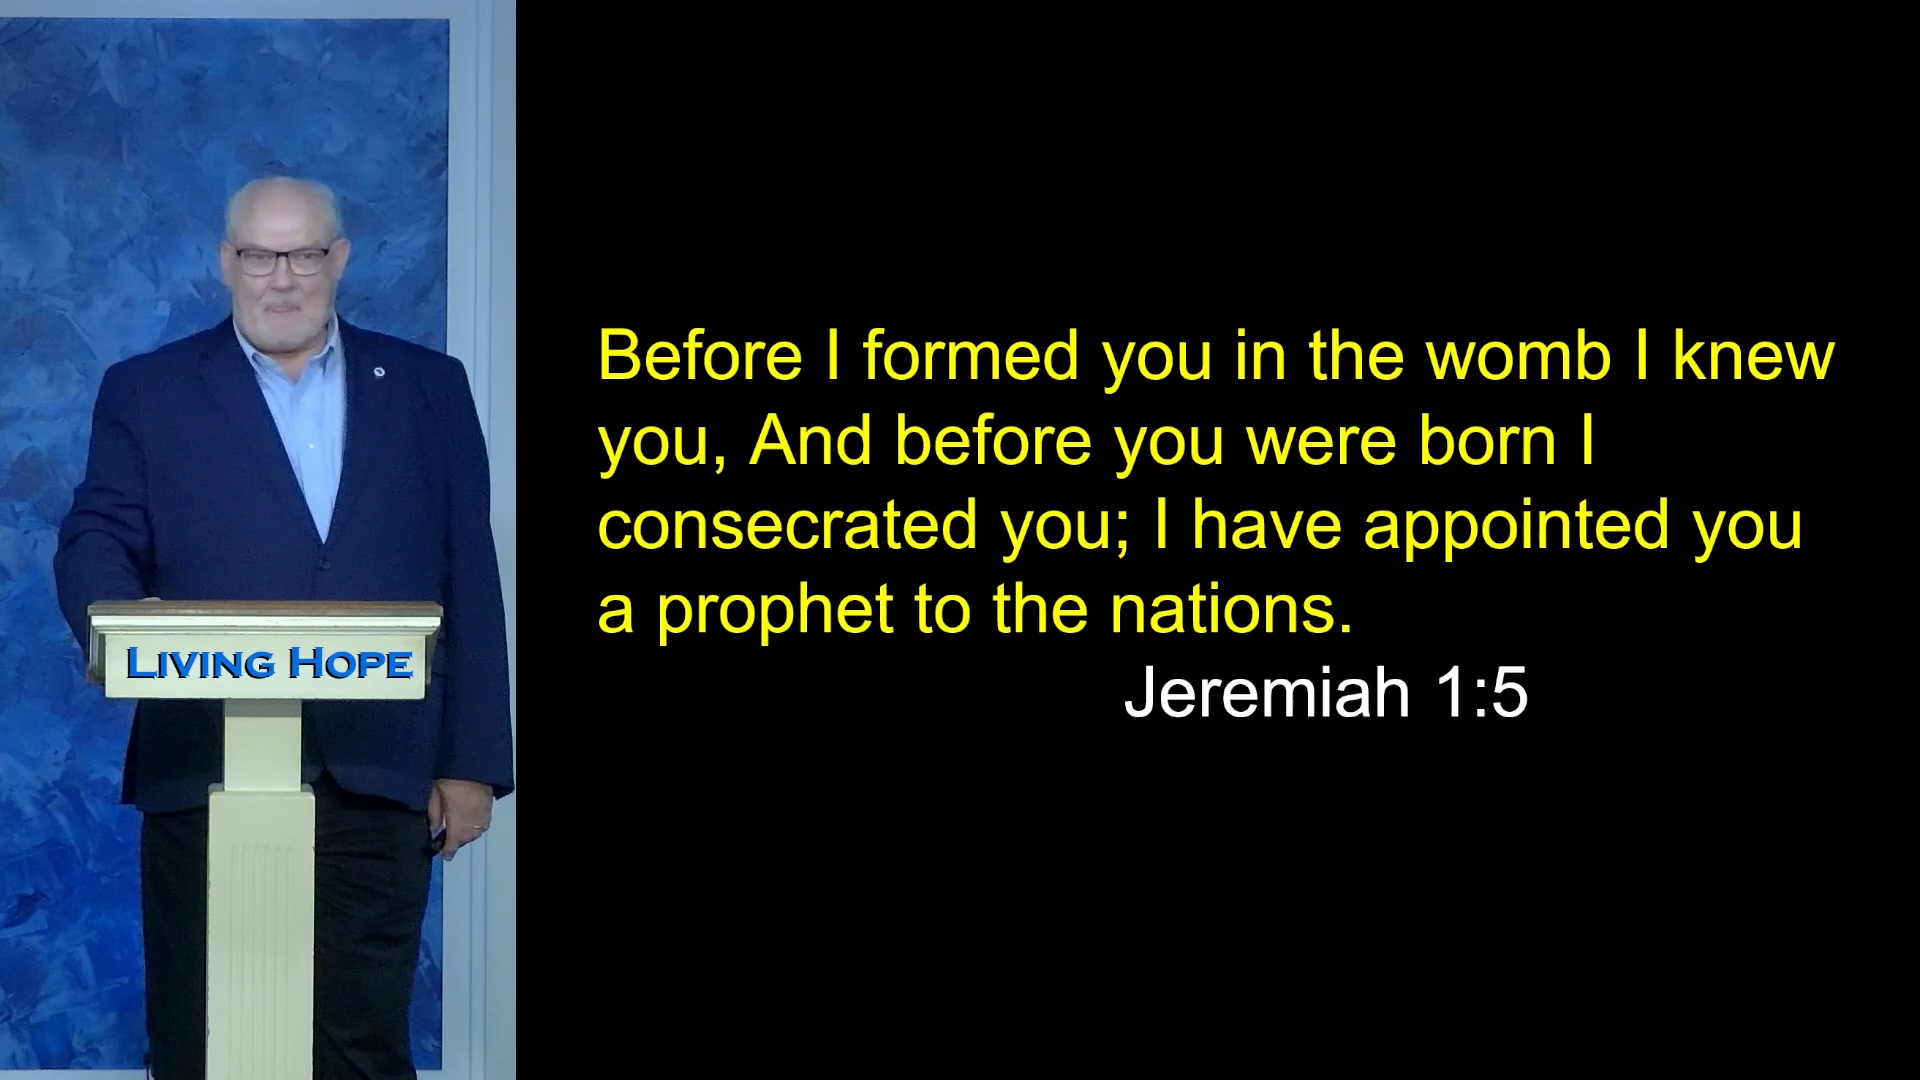 LIVING HOPE
Before I formed you in the womb I knew
you, And before you were born I
consecrated you; I have appointed you
a prophet to the nations.
Jeremiah 1:5